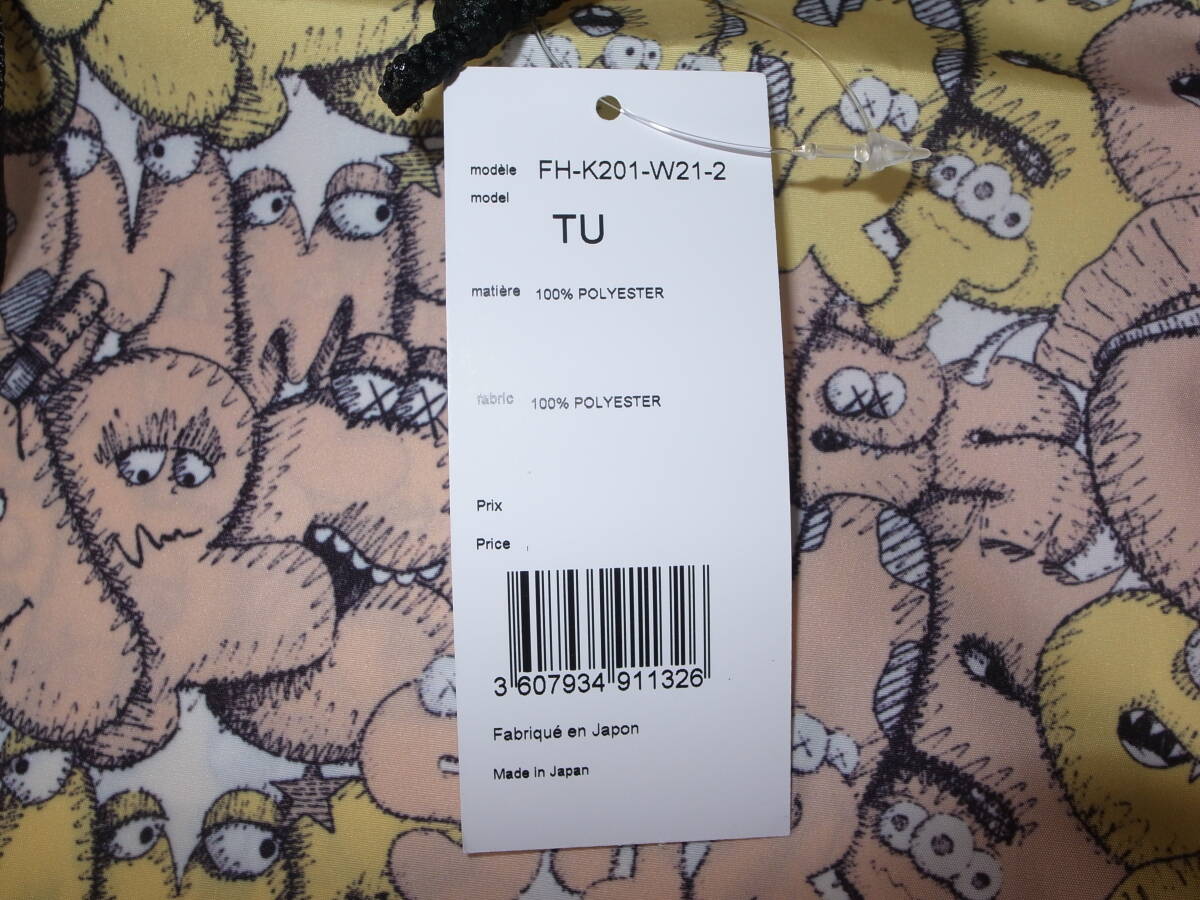 modèle FH-K201-W21-2
model
TU
matière 100% POLYESTER
fabric 100% POLYESTER
Prix
Price
3 607934 911326
Fabriqué en Japon
Made in Japan